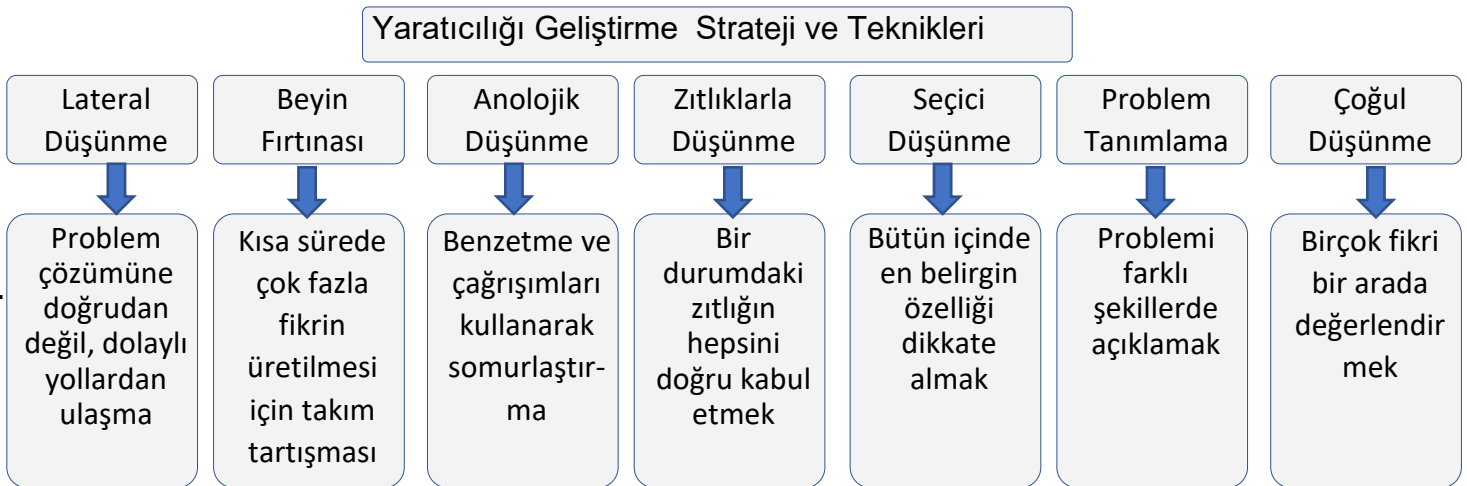 Yaratıcılığı Geliştirme Strateji ve Teknikleri
Lateral
Düşünme
Beyin
Fırtınası
Anolojik
Düşünme
Zıtlıklarla
Düşünme
Seçici
Düşünme
Problem
Tanımlama
Çoğul
Düşünme
Problem
çözümüne
doğrudan
değil, dolaylı
yollardan
ulaşma
Kısa sürede
çok fazla
fikrin
üretilmesi
için takım
tartışması
Benzetme ve
çağrışımları
kullanarak
somurlaştır-
ma
Bir
durumdaki
zıtlığın
hepsini
doğru kabul
etmek
Bütün içinde
en belirgin
özelliği
dikkate
almak
Problemi
farklı
şekillerde
açıklamak
Birçok fikri
bir arada
değerlendir
mek